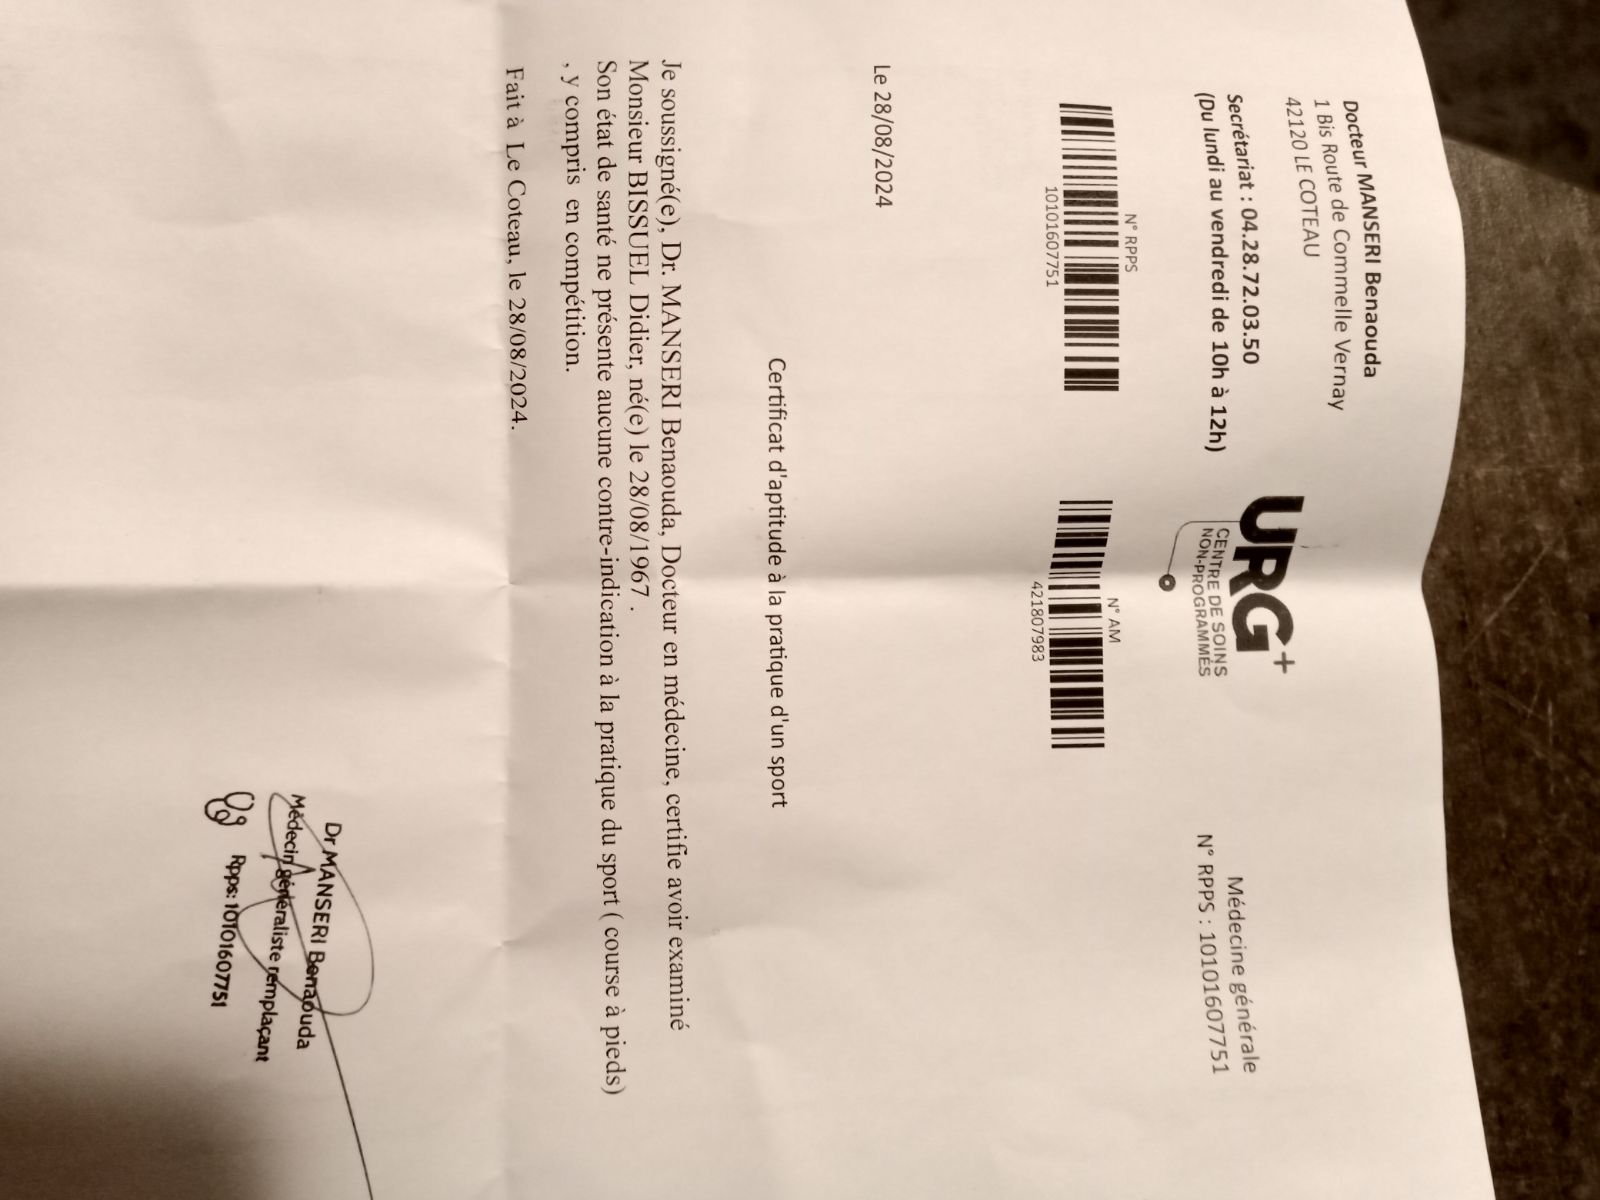 Docteur MANSERI Benaouda
1 Bis Route de Commelle Vernay
42120 LE COTEAU
Secrétariat : 04.28.72.03.50
(Du lundi au vendredi de 10h à 12h)
URG+
CENTRE DE SOINS
NON-PROGRAMMÉS
Médecine générale
N° RPPS : 10101607751
N° RPPS
10101607751
N° AM
421807983
Le 28/08/2024
Certificat d'aptitude à la pratique d'un sport
Je soussigné(e), Dr. MANSERI Benaouda, Docteur en médecine, certifie avoir examiné
Monsieur BISSUEL Didier, né(e) le 28/08/1967 .
Son état de santé ne présente aucune contre-indication à la pratique du sport ( course à pieds)
, y compris en compétition.
Fait à Le Coteau, le 28/08/2024.
Dr MANSERI Benaouda
Médecin généraliste remplaçant
Rpps: 10101607751